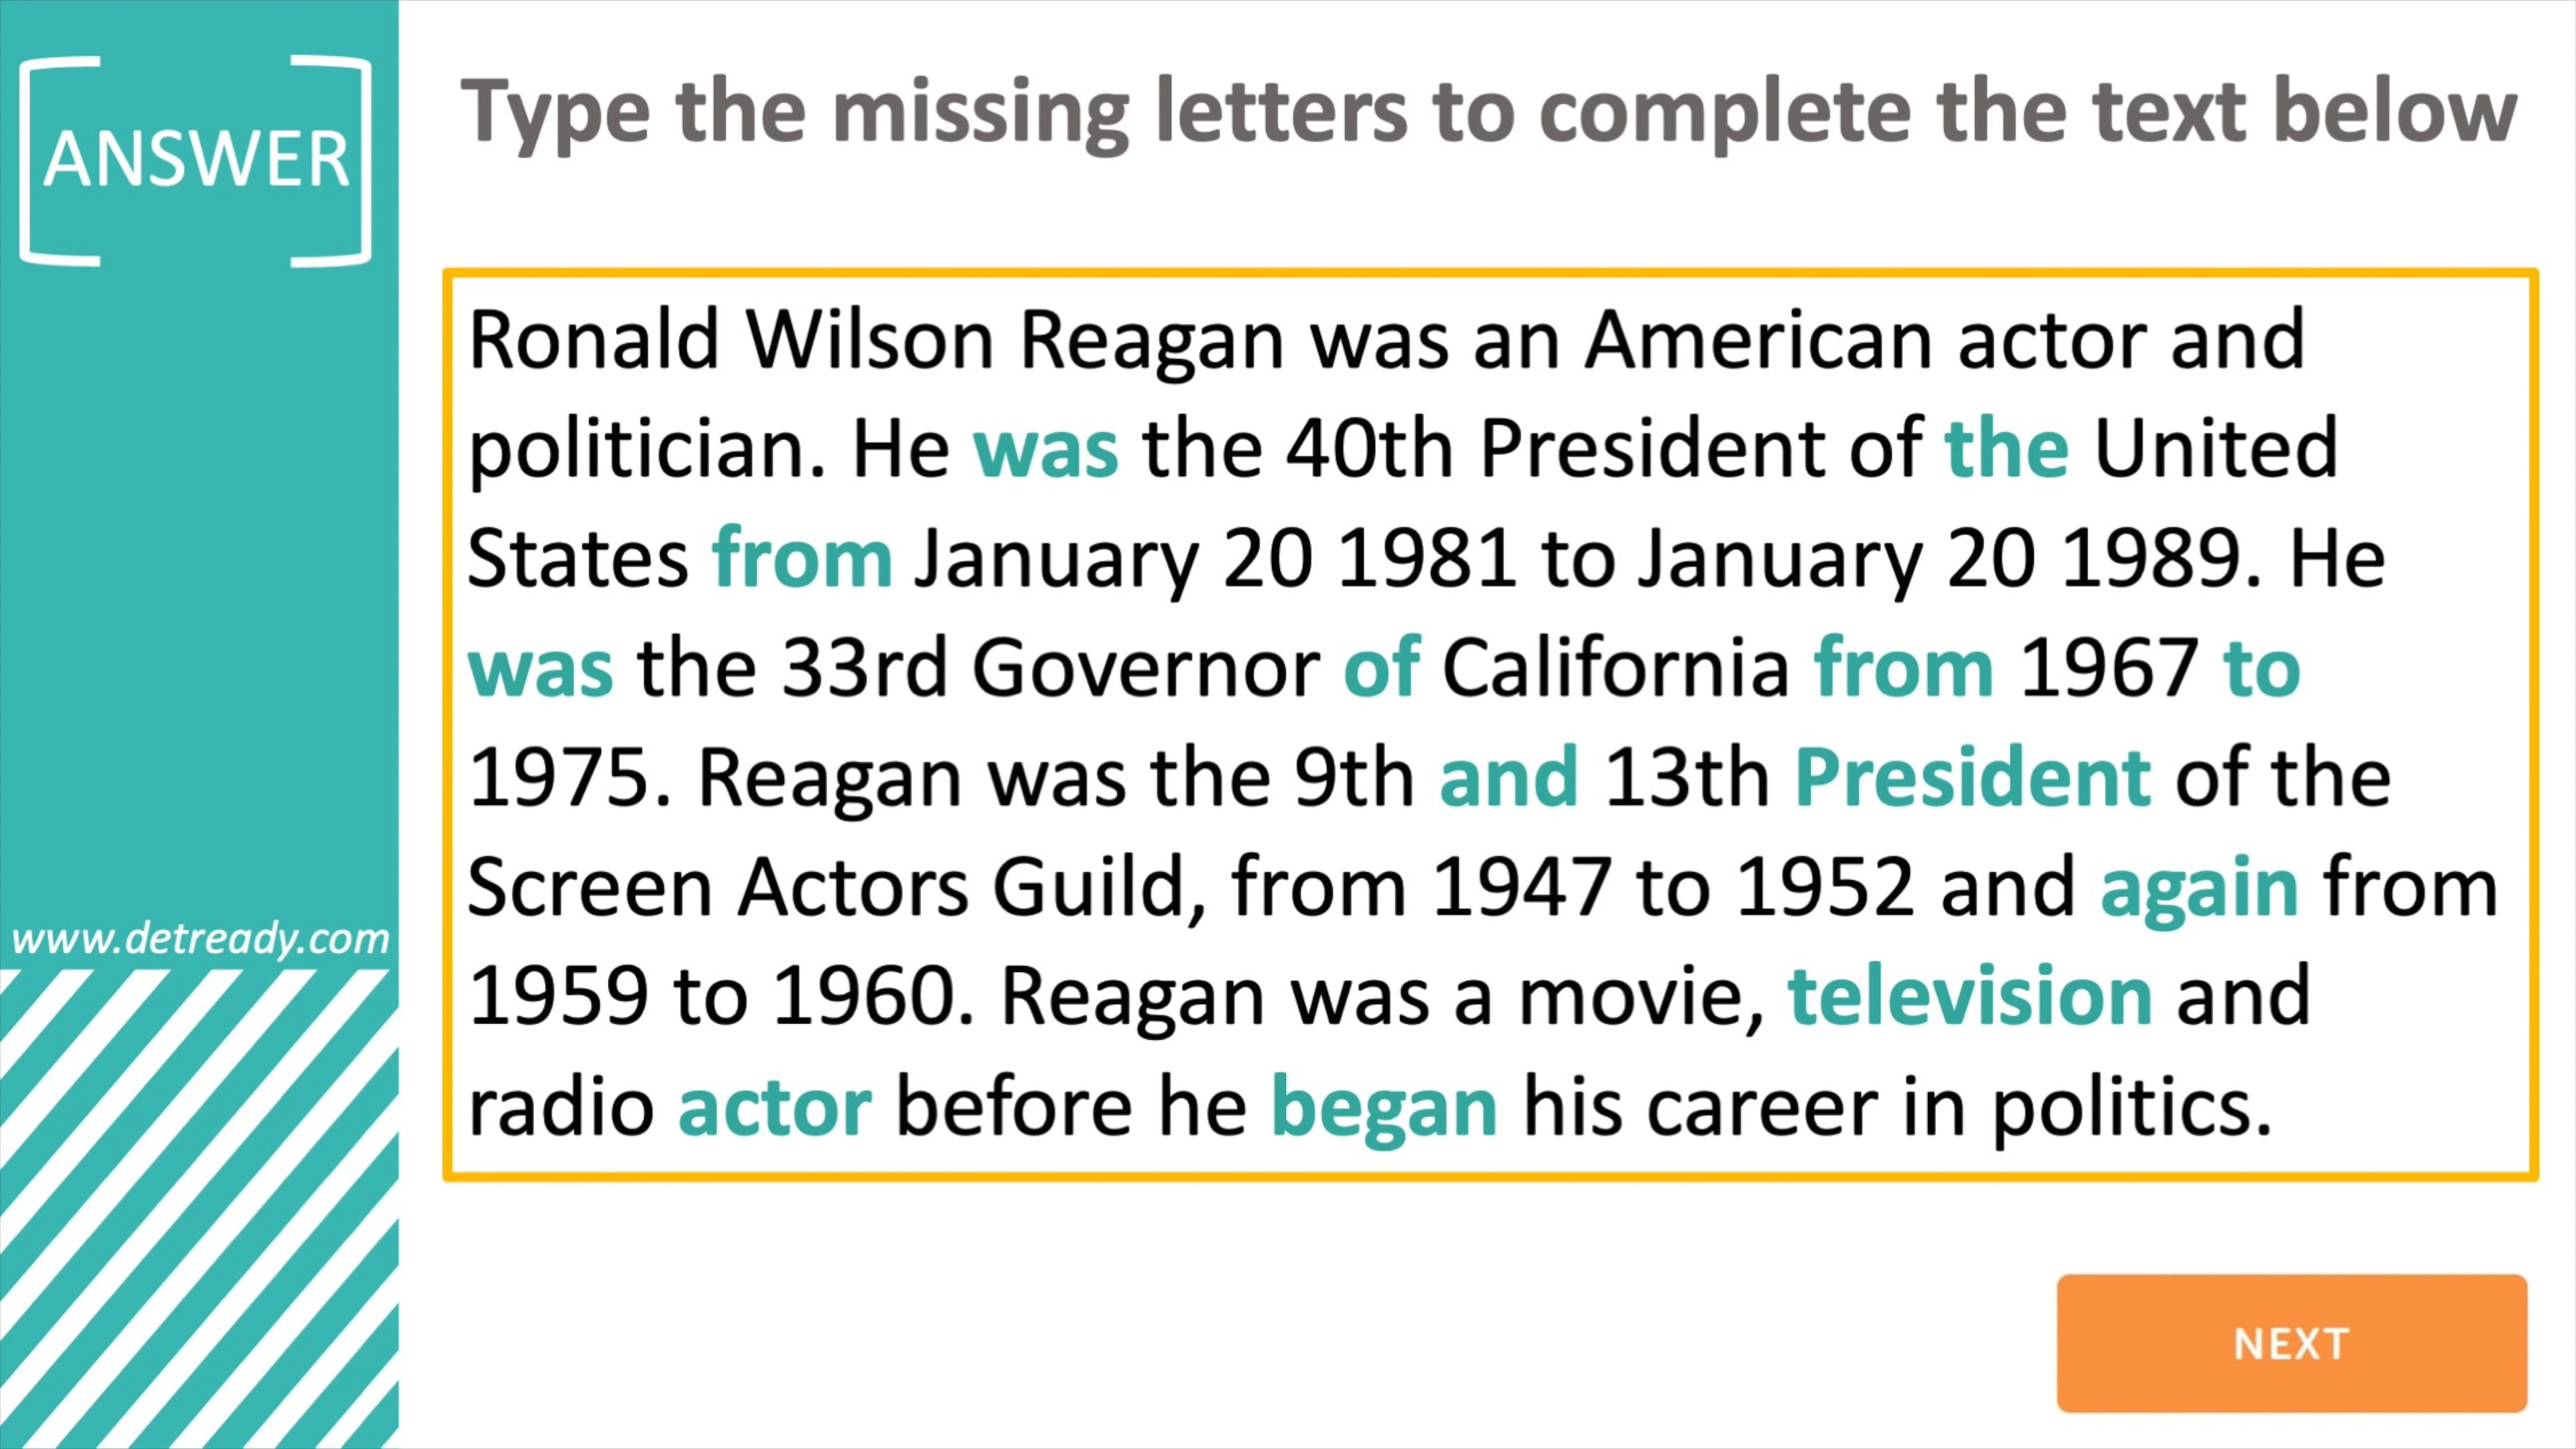 ANSWER
Type the missing letters to complete the text below
Ronald Wilson Reagan was an American actor and
politician. He was the 40th President of the United
States from January 20 1981 to January 20 1989. He
was the 33rd Governor of California from 1967 to
1975. Reagan was the 9th and 13th President of the
Screen Actors Guild, from 1947 to 1952 and again from
1959 to 1960. Reagan was a movie, television and
radio actor before he began his career in politics.
www.detready.com
NEXT